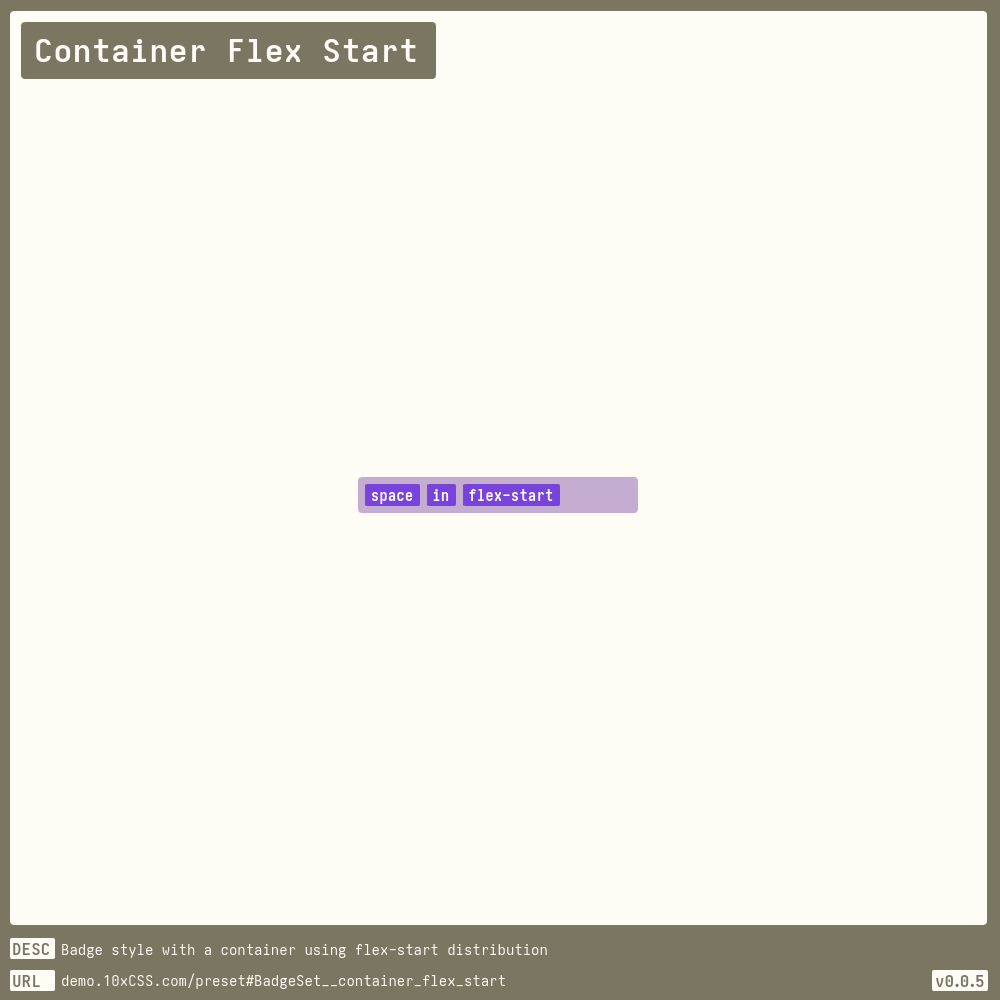 Container Flex Start
space in flex-start
DESC Badge style with a container using flex-start distribution
URL demo.10xCSS.com/preset#BadgeSet__container_flex_start v0.0.5